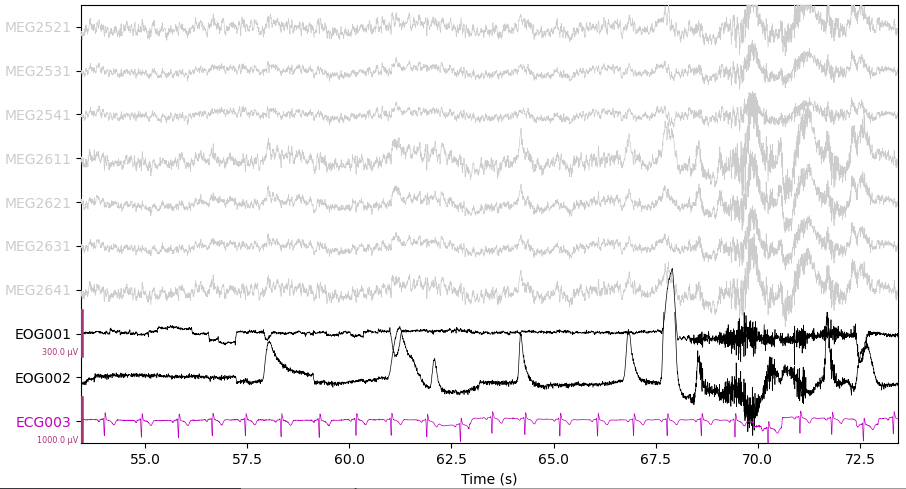 MEG2521
MEG2531
MEG2541
MEG2611
MEG2621
MEG2631
MEG2641
EOG001
300.0 µV
EOG002
ECG003
1000.0 µV
55.0 57.5 60.0 62.5 65.0 67.5 70.0 72.5
Time (s)